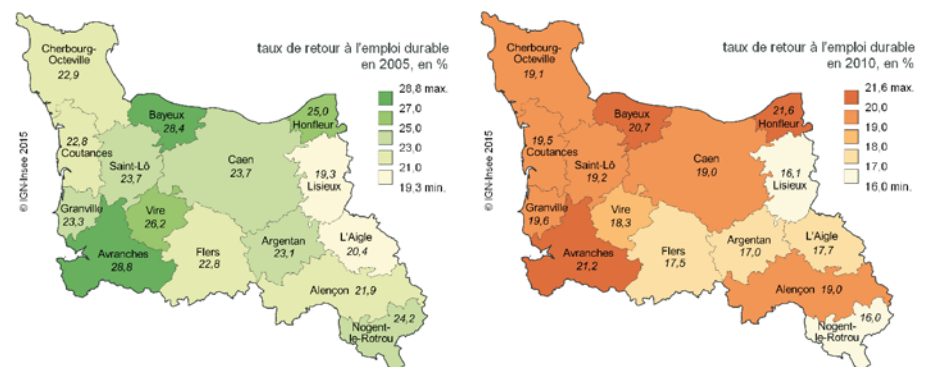 taux de retour à l'emploi durable
en 2005, en %
28,8 max.
27,0
25,0
23,0
21,0
19,3 min.
Cherbourg-
Octeville
22,9
Bayeux
28,4
25,0
Honfleur
22,8
Coutances
Saint-Lô
23,7
Caen
23,7
19,3
Lisieux
Granville
23,3
Vire
26,2
Avranches
28,8
Flers
22,8
Argentan
23,1
L'Aigle
20,4
Alençon 21,9
24,2
Nogent-
le-Rotrou
© IGN-Insee 2015
taux de retour à l'emploi durable
en 2010, en %
21,6 max.
20,0
19,0
18,0
17,0
16,0 min.
Cherbourg-
Octeville
19,1
Bayeux
20,7
21,6
Honfleur
19,5
Coutances
Saint-Lô
19,2
Caen
19,0
16,1
Lisieux
Granville
19,6
Vire
18,3
Avranches
21,2
Flers
17,5
Argentan
17,0
L'Aigle
17,7
Alençon 19,0
16,0
Nogent-
le-Rotrou
© IGN-Insee 2015